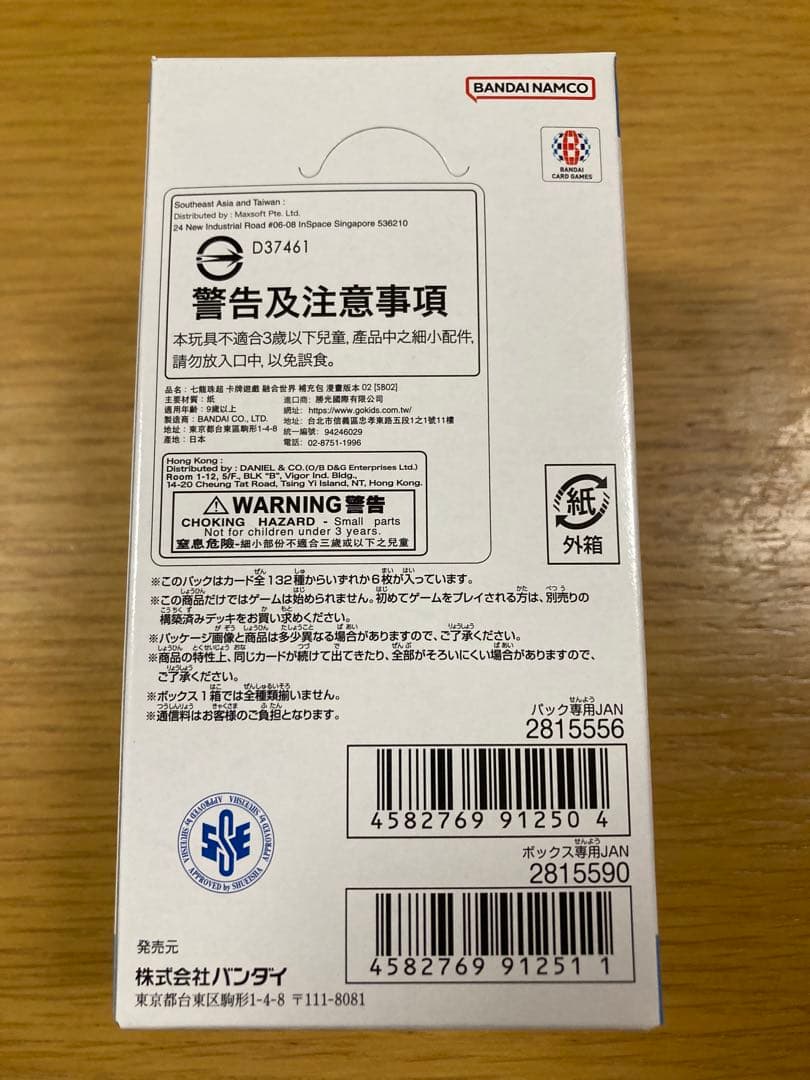 BANDAI NAMCO
BANDAI
CARD GAMES
Southeast Asia and Taiwan :
Distributed by : Maxsoft Pte. Ltd.
24 New Industrial Road #06-08 InSpace Singapore 536210
D37461
警告及注意事項
本玩具不適合3歲以下兒童, 產品中之細小配件,
請勿放入口中, 以免誤食。
品名：七龍珠超 卡牌遊戲 融合世界 補充包 漫畫版本 02 [SB02]
主要材質：紙
適用年齡：9歲以上
製造商：BANDAI CO., LTD.
地址：東京都台東區駒形1-4-8
產地：日本
進口商：勝光國際有限公司
網址：https://www.gokids.com.tw/
地址：台北市信義區忠孝東路五段1之1號11樓
統一編號：94246029
電話：02-8751-1996
Hong Kong :
Distributed by : DANIEL & CO.(O/B D&G Enterprises Ltd.)
Room 1-12, 5/F., BLK "B", Vigor Ind. Bldg.,
14-20 Cheung Tat Road, Tsing Yi Island, NT, Hong Kong.
⚠ WARNING 警告
CHOKING HAZARD - Small parts
Not for children under 3 years.
窒息危險-細小部份不適合三歲或以下之兒童
紙
外箱
※このパックはカード全132種からいずれか6枚が入っています。
※この商品だけではゲームは始められません。初めてゲームをプレイされる方は、別売りの
構築済みデッキをお買い求めください。
※パッケージ画像と商品は多少異なる場合がありますので、ご了承ください。
※商品の特性上、同じカードが続けて出てきたり、全部がそろいにくい場合がありますので、
ご了承ください。
※ボックス1箱では全種類揃いません。
※通信料はお客様のご負担となります。
パック専用JAN
2815556
4582769 91250 4
ボックス専用JAN
2815590
4582769 91251 1
APPROVED by SHUEISHA
APPROVED by SHUEISHA
APPROVED by SHUEISHA
SSE
発売元
株式会社バンダイ
東京都台東区駒形1-4-8 〒111-8081